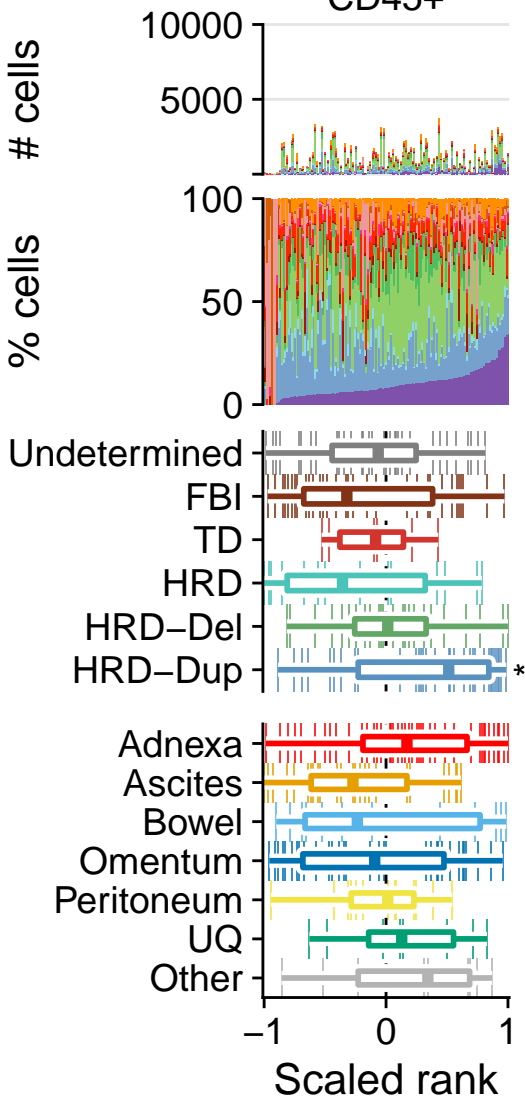 CD45+
10000
5000
# cells
100
50
0
% cells
Undetermined
FBI
TD
HRD
HRD−Del
HRD−Dup
*
Adnexa
Ascites
Bowel
Omentum
Peritoneum
UQ
Other
−1 0 1
Scaled rank